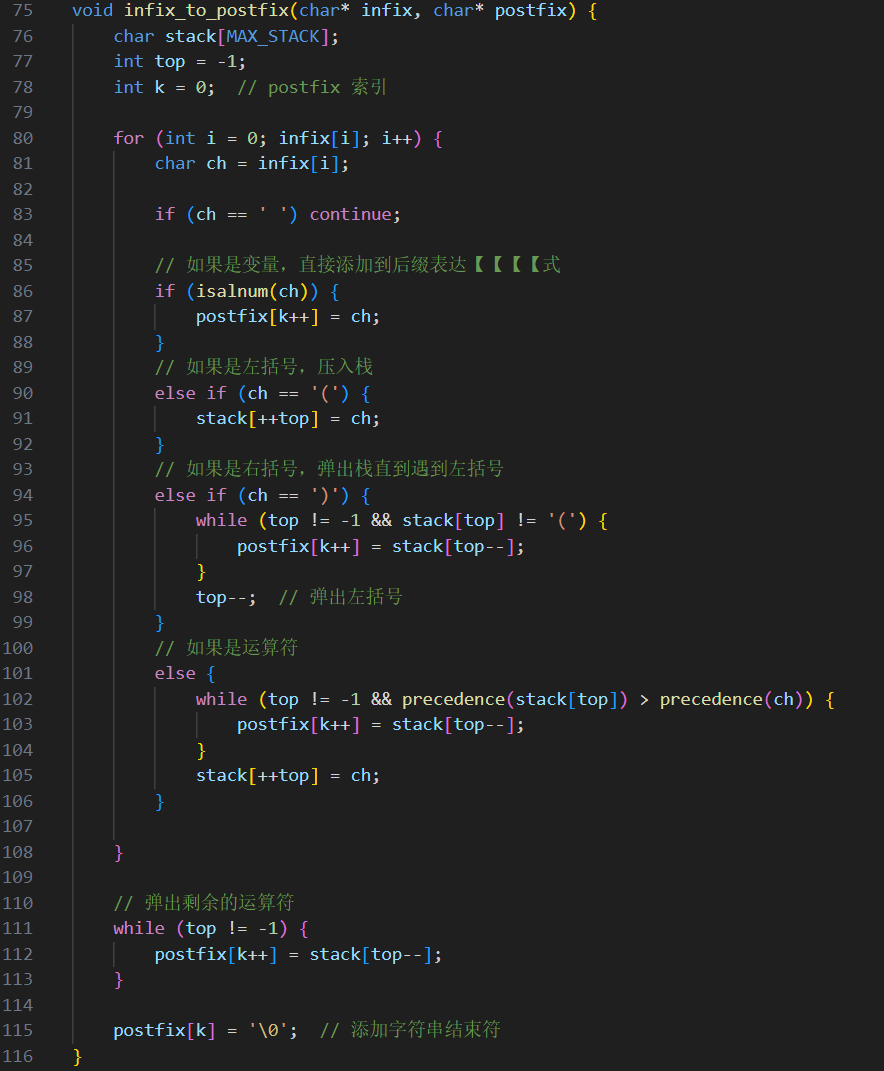 75 void infix_to_postfix(char* infix, char* postfix) {
76 char stack[MAX_STACK];
77 int top = -1;
78 int k = 0;  // postfix 索引
79
80 for (int i = 0; infix[i]; i++) {
81 char ch = infix[i];
82
83 if (ch == ' ') continue;
84
85 // 如果是变量，直接添加到后缀表达【【【【式
86 if (isalnum(ch)) {
87 postfix[k++] = ch;
88 }
89 // 如果是左括号，压入栈
90 else if (ch == '(') {
91 stack[++top] = ch;
92 }
93 // 如果是右括号，弹出栈直到遇到左括号
94 else if (ch == ')') {
95 while (top != -1 && stack[top] != '(') {
96 postfix[k++] = stack[top--];
97 }
98 top--;  // 弹出左括号
99 }
100 // 如果是运算符
101 else {
102 while (top != -1 && precedence(stack[top]) > precedence(ch)) {
103 postfix[k++] = stack[top--];
104 }
105 stack[++top] = ch;
106 }
107
108 }
109
110 // 弹出剩余的运算符
111 while (top != -1) {
112 postfix[k++] = stack[top--];
113 }
114
115 postfix[k] = '\0';  // 添加字符串结束符
116 }